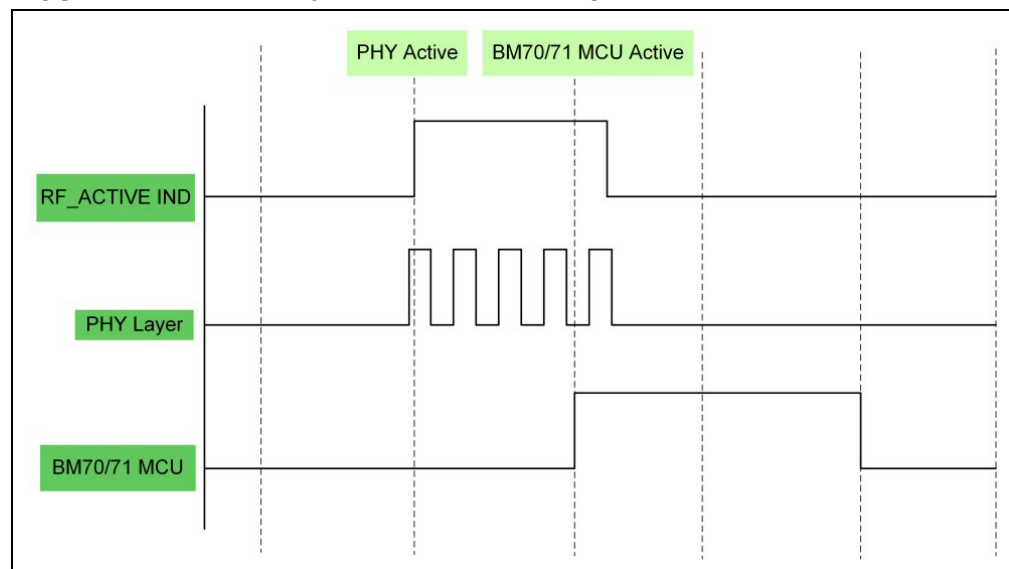 PHY Active
BM70/71 MCU Active
RF_ACTIVE IND
PHY Layer
BM70/71 MCU